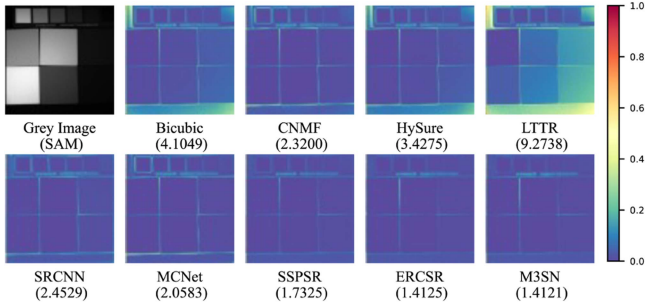 Grey Image Bicubic CNMF HySure LTTR
(SAM) (4.1049) (2.3200) (3.4275) (9.2738)
SRCNN MCNet SSPSR ERCSR M3SN
(2.4529) (2.0583) (1.7325) (1.4125) (1.4121)
1.0
0.8
0.6
0.4
0.2
0.0